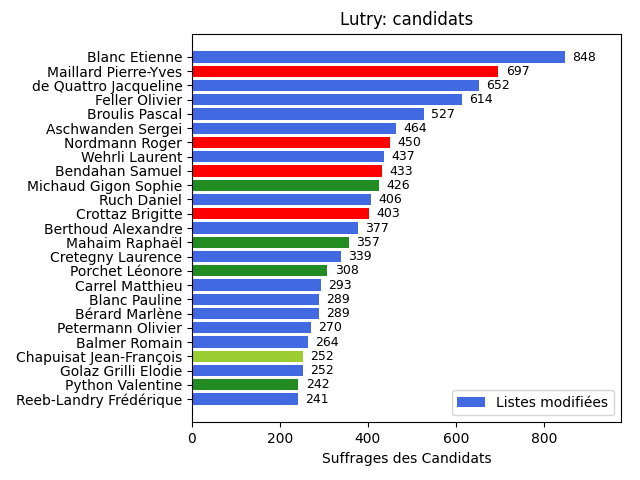 Lutry: candidats
Blanc Etienne 848
Maillard Pierre-Yves 697
de Quattro Jacqueline 652
Feller Olivier 614
Broulis Pascal 527
Aschwanden Sergei 464
Nordmann Roger 450
Wehrli Laurent 437
Bendahan Samuel 433
Michaud Gigon Sophie 426
Ruch Daniel 406
Crottaz Brigitte 403
Berthoud Alexandre 377
Mahaim Raphaël 357
Cretegny Laurence 339
Porchet Léonore 308
Carrel Matthieu 293
Blanc Pauline 289
Bérard Marlène 289
Petermann Olivier 270
Balmer Romain 264
Chapuisat Jean-François 252
Golaz Grilli Elodie 252
Python Valentine 242
Reeb-Landry Frédérique 241
Listes modifiées
0 200 400 600 800
Suffrages des Candidats